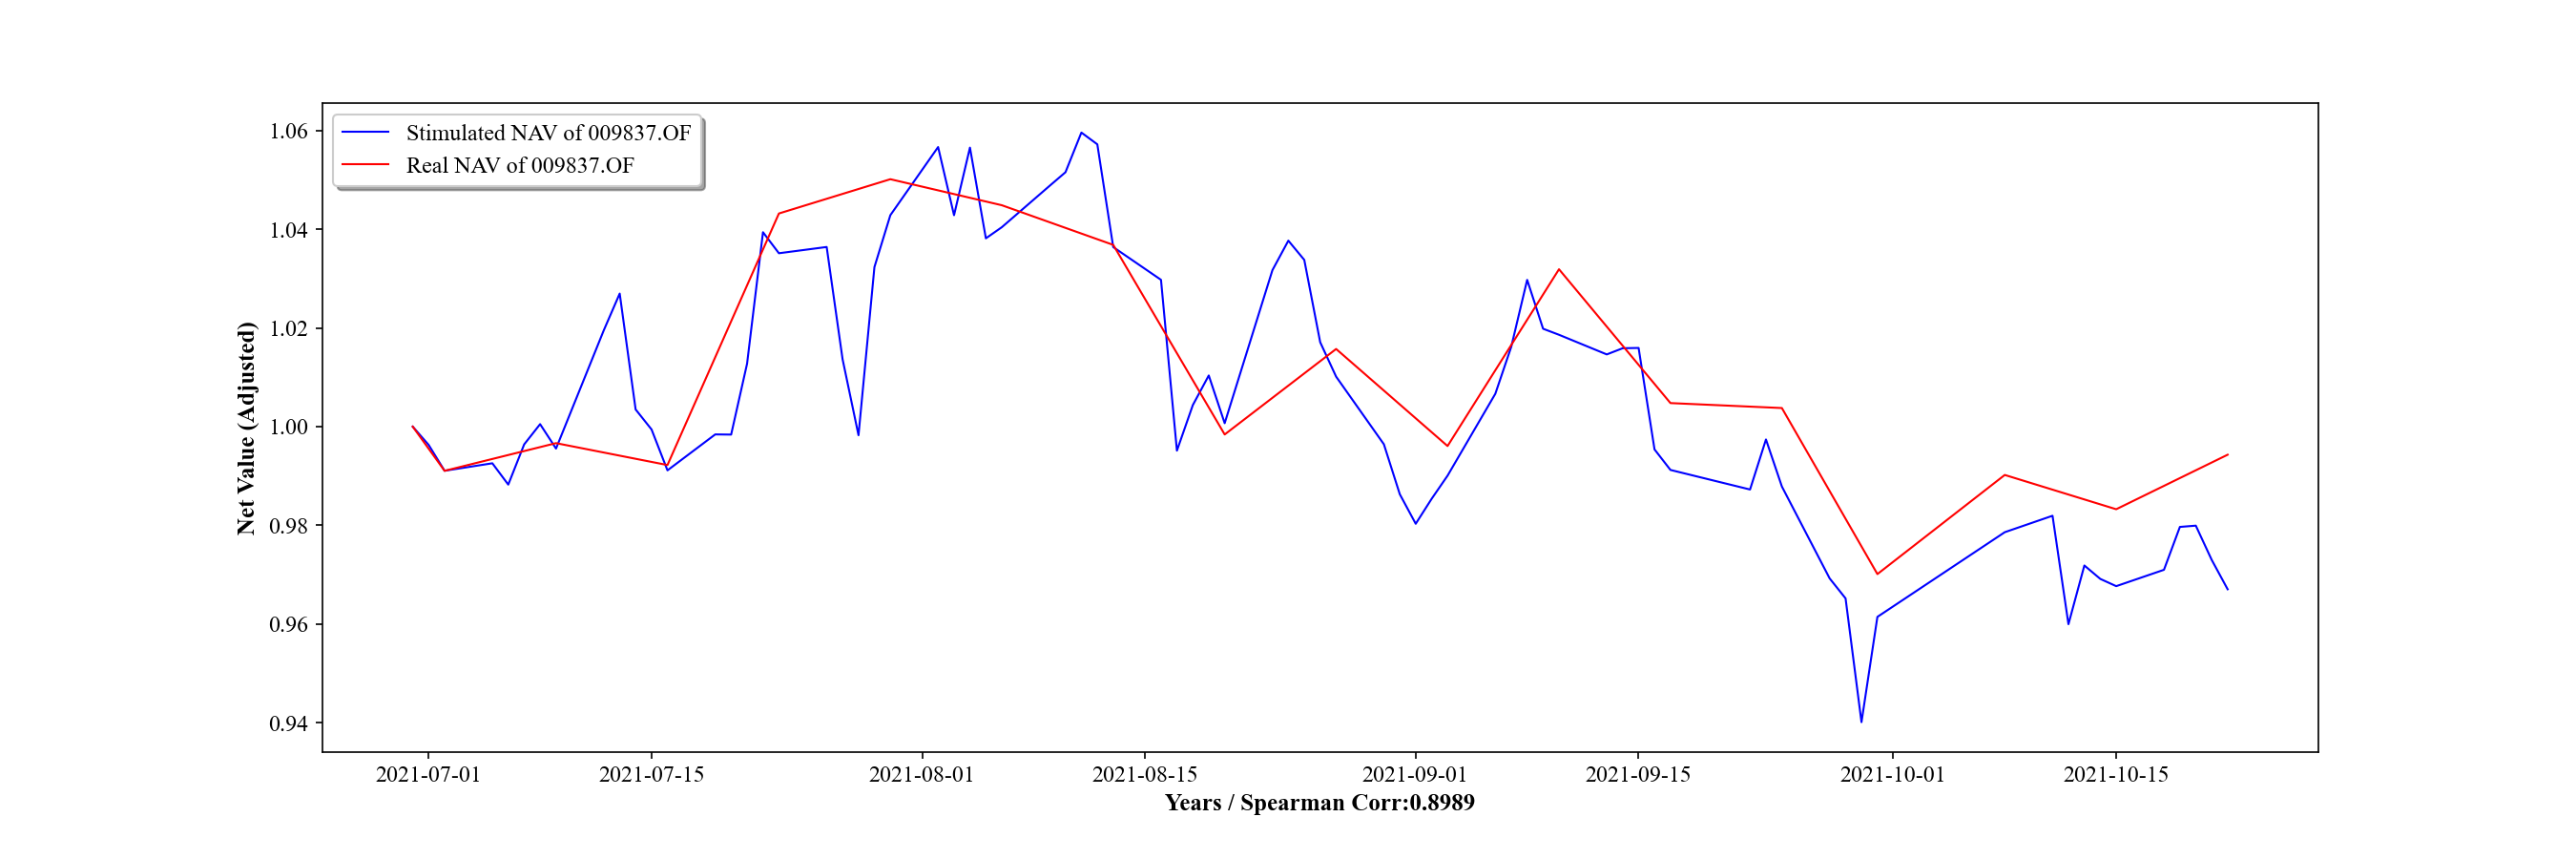 Stimulated NAV of 009837.OF
Real NAV of 009837.OF
Net Value (Adjusted)
1.06
1.04
1.02
1.00
0.98
0.96
0.94
2021-07-01 2021-07-15 2021-08-01 2021-08-15 2021-09-01 2021-09-15 2021-10-01 2021-10-15
Years / Spearman Corr:0.8989